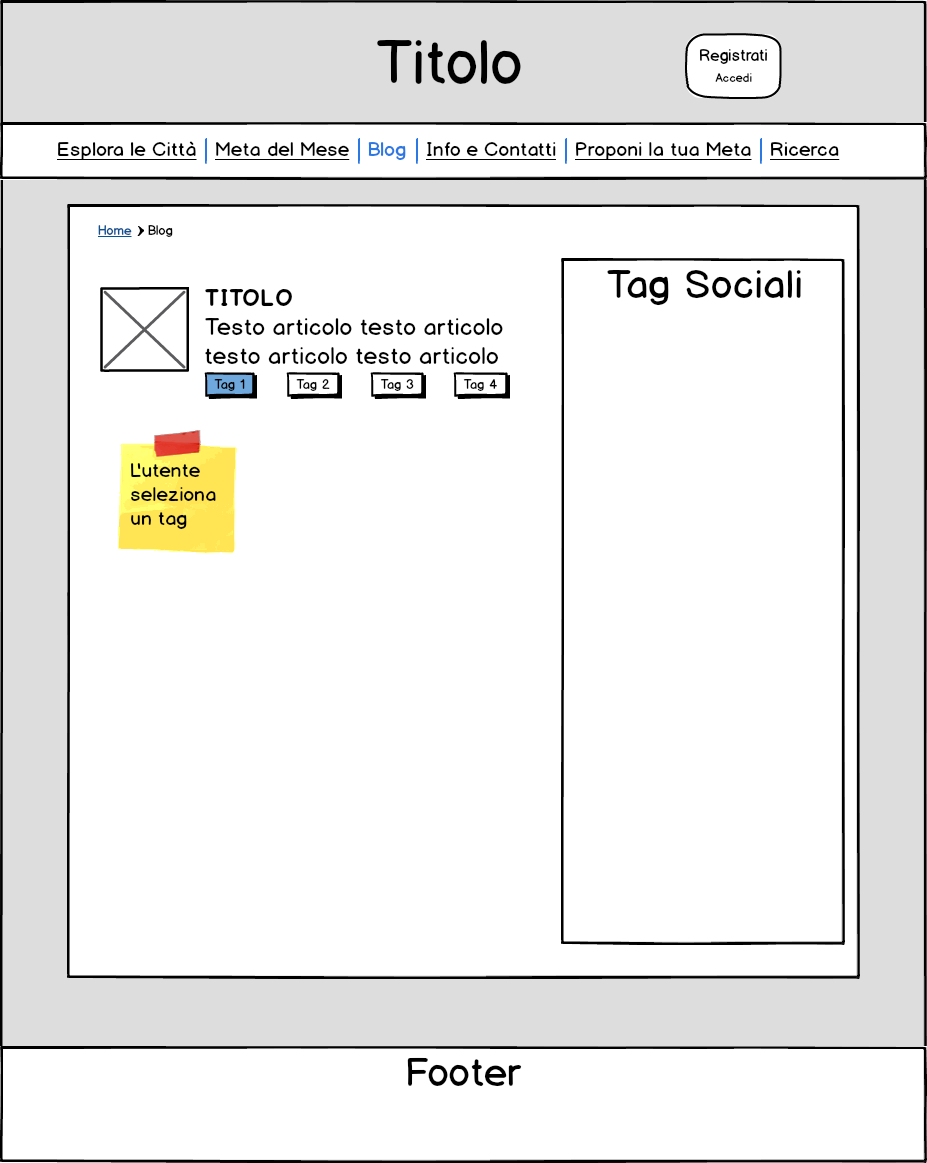 Titolo
Registrati
Accedi
Esplora le Città | Meta del Mese | Blog | Info e Contatti | Proponi la tua Meta | Ricerca
Home > Blog
TITOLO
Testo articolo testo articolo
testo articolo testo articolo
Tag 1 Tag 2 Tag 3 Tag 4
Tag Sociali
L'utente
seleziona
un tag
Footer